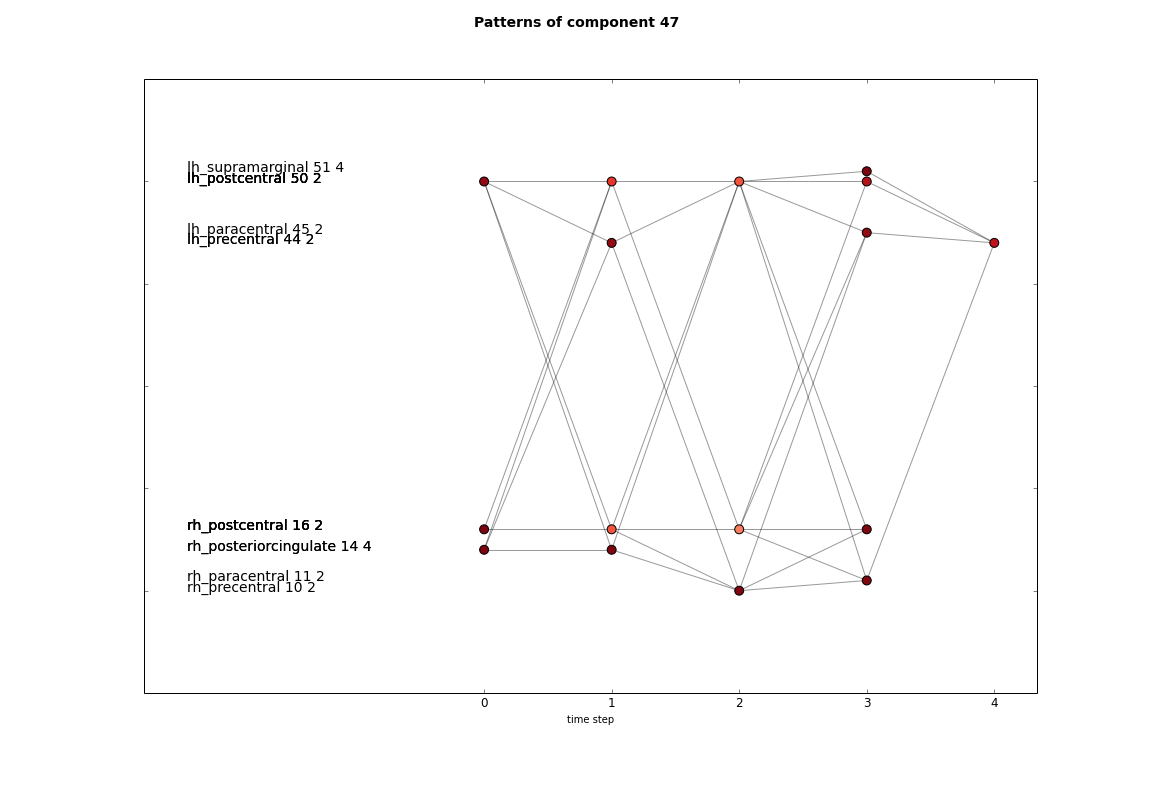 Patterns of component 47
lh_supramarginal 51 4
lh_postcentral 50 2
lh_paracentral 45 2
lh_precentral 44 2
rh_postcentral 16 2
rh_posteriorcingulate 14 4
rh_paracentral 11 2
rh_precentral 10 2
0 1 2 3 4
time step